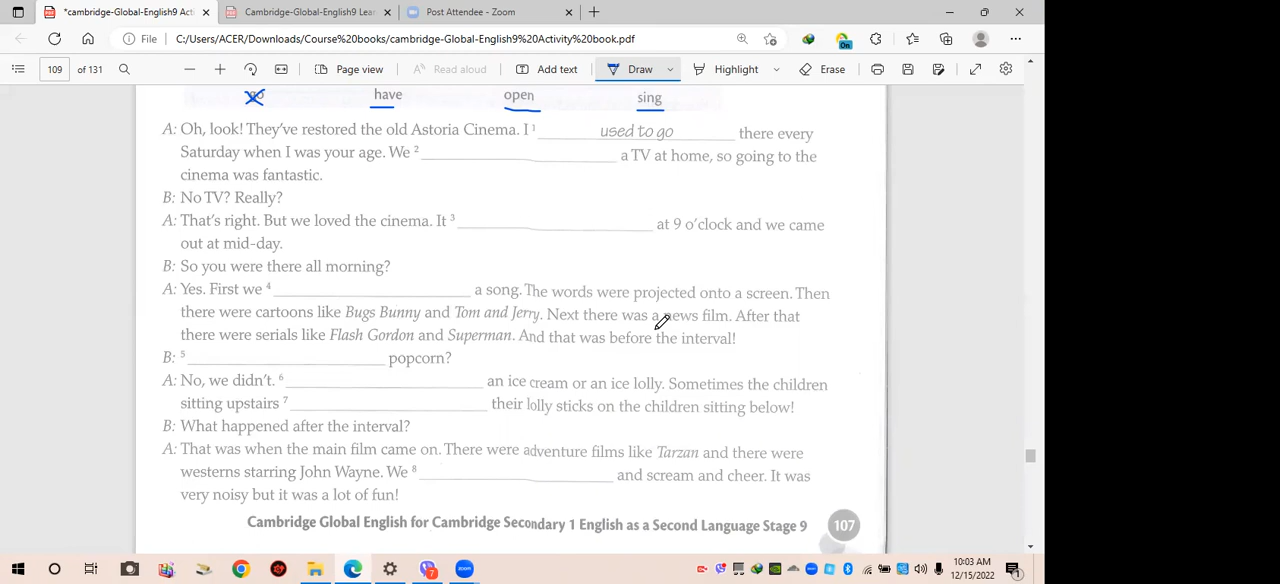 *cambridge-Global-English9 Acti
Cambridge-Global-English9 Lear
Post Attendee - Zoom
File
C:/Users/ACER/Downloads/Course%20books/cambridge-Global-English9%20Activity%20book.pdf
109 of 131
Page view
Read aloud
Add text
Draw
Highlight
Erase
have open sing
A: Oh, look! They've restored the old Astoria Cinema. I 1 used to go there every
Saturday when I was your age. We 2 a TV at home, so going to the
cinema was fantastic.
B: No TV? Really?
A: That's right. But we loved the cinema. It 3 at 9 o'clock and we came
out at mid-day.
B: So you were there all morning?
A: Yes. First we 4 a song. The words were projected onto a screen. Then
there were cartoons like Bugs Bunny and Tom and Jerry. Next there was a news film. After that
there were serials like Flash Gordon and Superman. And that was before the interval!
B: 5 popcorn?
A: No, we didn't. 6 an ice cream or an ice lolly. Sometimes the children
sitting upstairs 7 their lolly sticks on the children sitting below!
B: What happened after the interval?
A: That was when the main film came on. There were adventure films like Tarzan and there were
westerns starring John Wayne. We 8 and scream and cheer. It was
very noisy but it was a lot of fun!
Cambridge Global English for Cambridge Secondary 1 English as a Second Language Stage 9 107
10:03 AM
12/15/2022